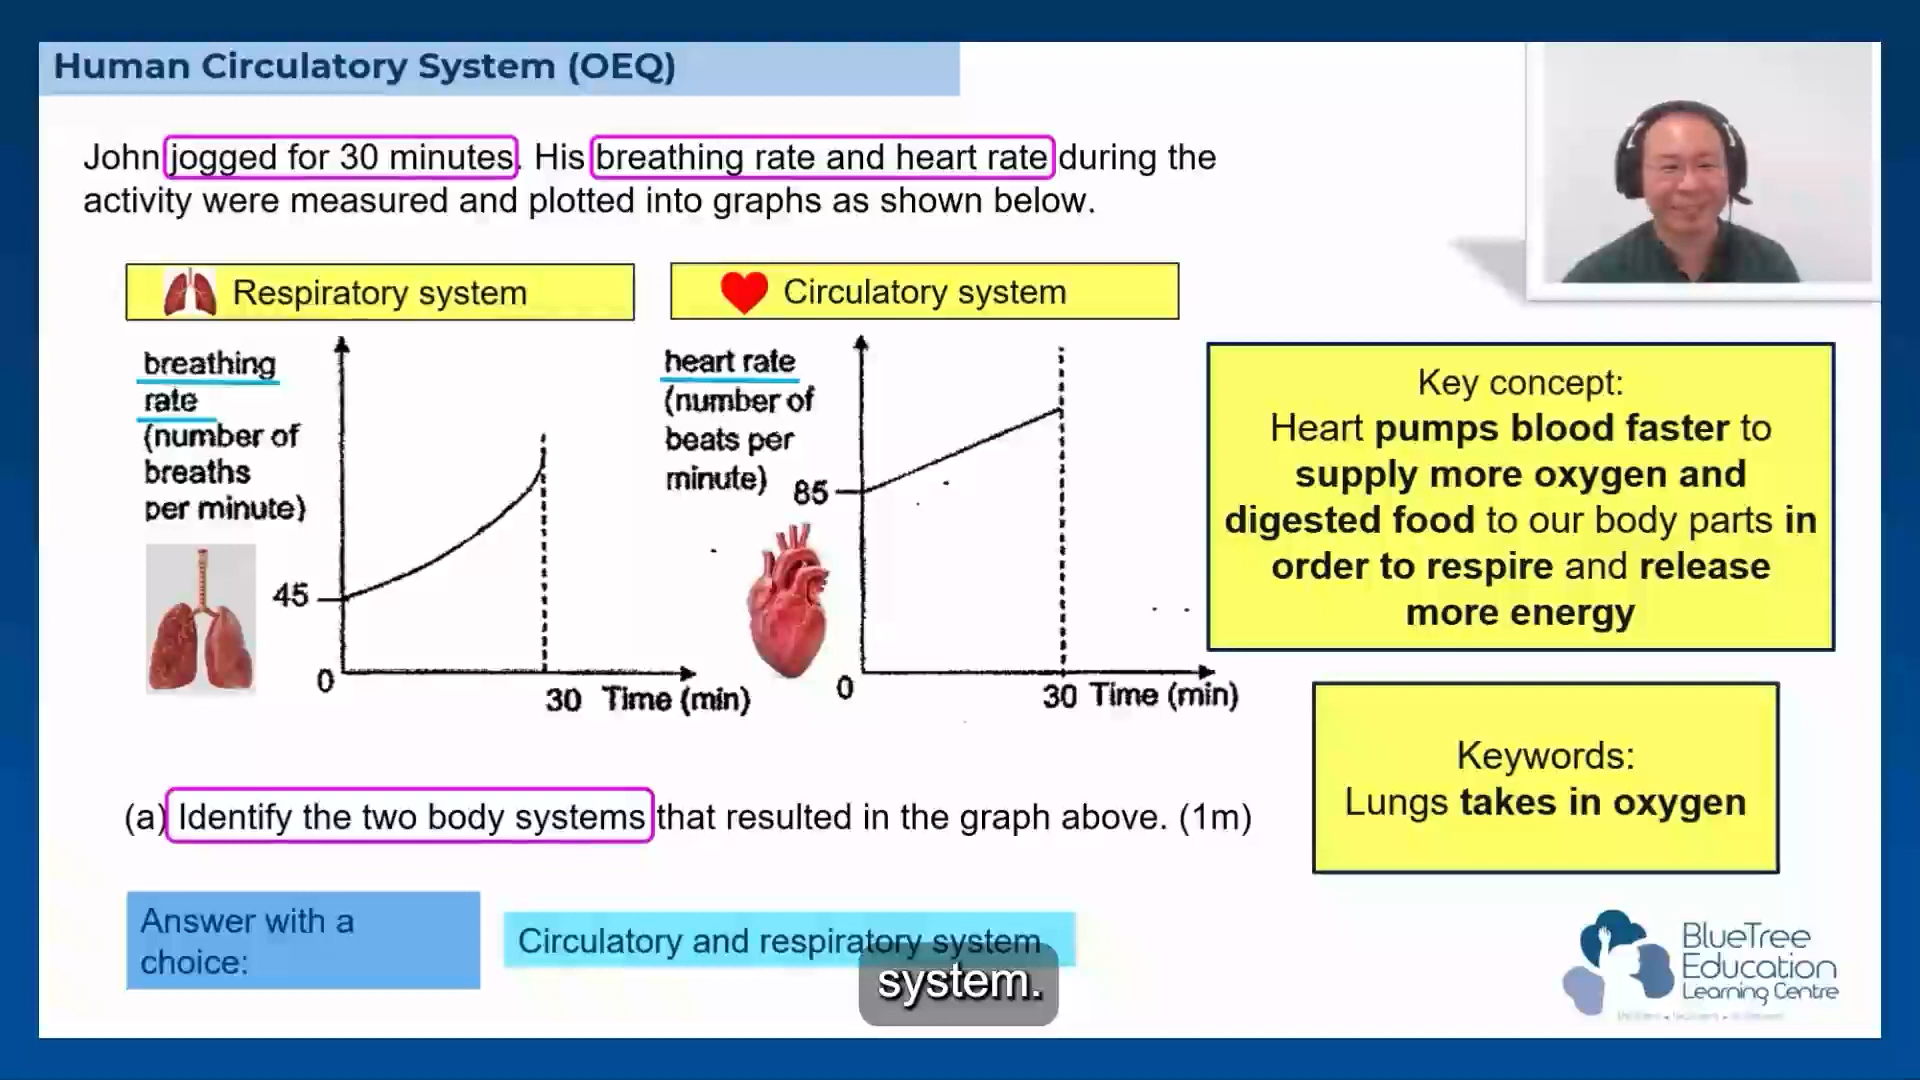 Human Circulatory System (OEQ)
John jogged for 30 minutes. His breathing rate and heart rate during the
activity were measured and plotted into graphs as shown below.
Respiratory system
Circulatory system
breathing
rate
(number of
breaths
per minute)
45
0
30 Time (min)
heart rate
(number of
beats per
minute)
85
0
30 Time (min)
Key concept:
Heart pumps blood faster to
supply more oxygen and
digested food to our body parts in
order to respire and release
more energy
Keywords:
Lungs takes in oxygen
(a) Identify the two body systems that resulted in the graph above. (1m)
Answer with a
choice:
Circulatory and respiratory system
system.
BlueTree
Education
Learning Centre